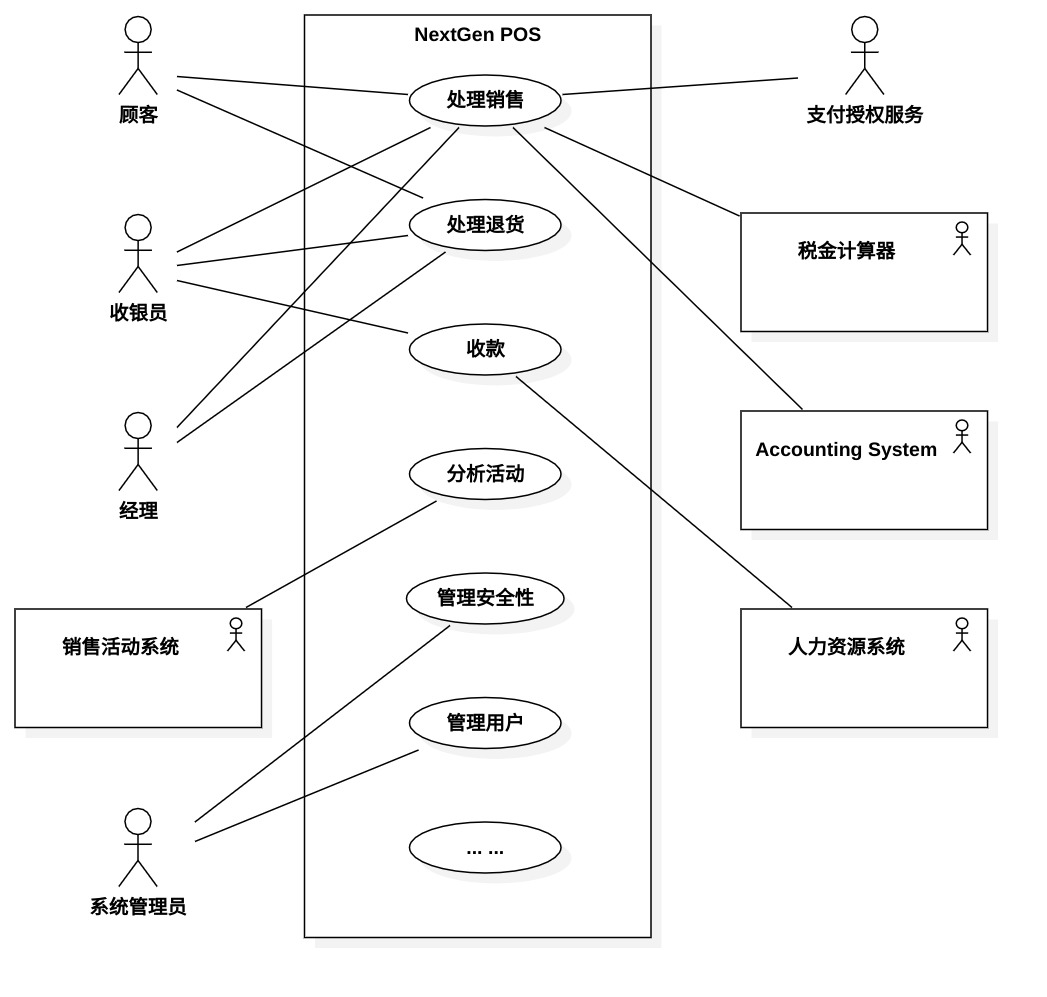 NextGen POS
顾客
处理销售
支付授权服务
处理退货
税金计算器
收银员
收款
Accounting System
经理
分析活动
管理安全性
销售活动系统
人力资源系统
管理用户
... ...
系统管理员